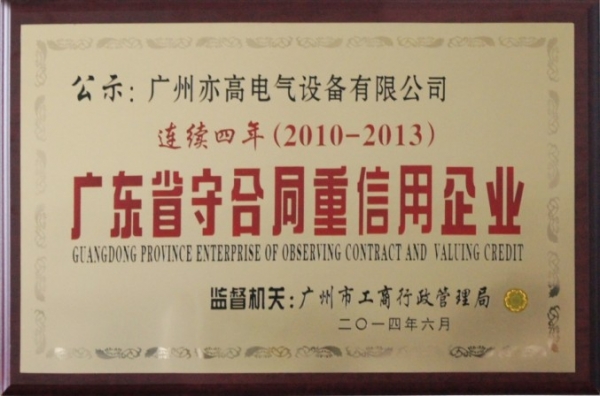 公示：广州亦高电气设备有限公司
连续四年(2010-2013)
广东省守合同重信用企业
GUANGDONG PROVINCE ENTERPRISE OF OBSERVING CONTRACT AND VALUING CREDIT
监督机关：广州市工商行政管理局
二〇一四年六月